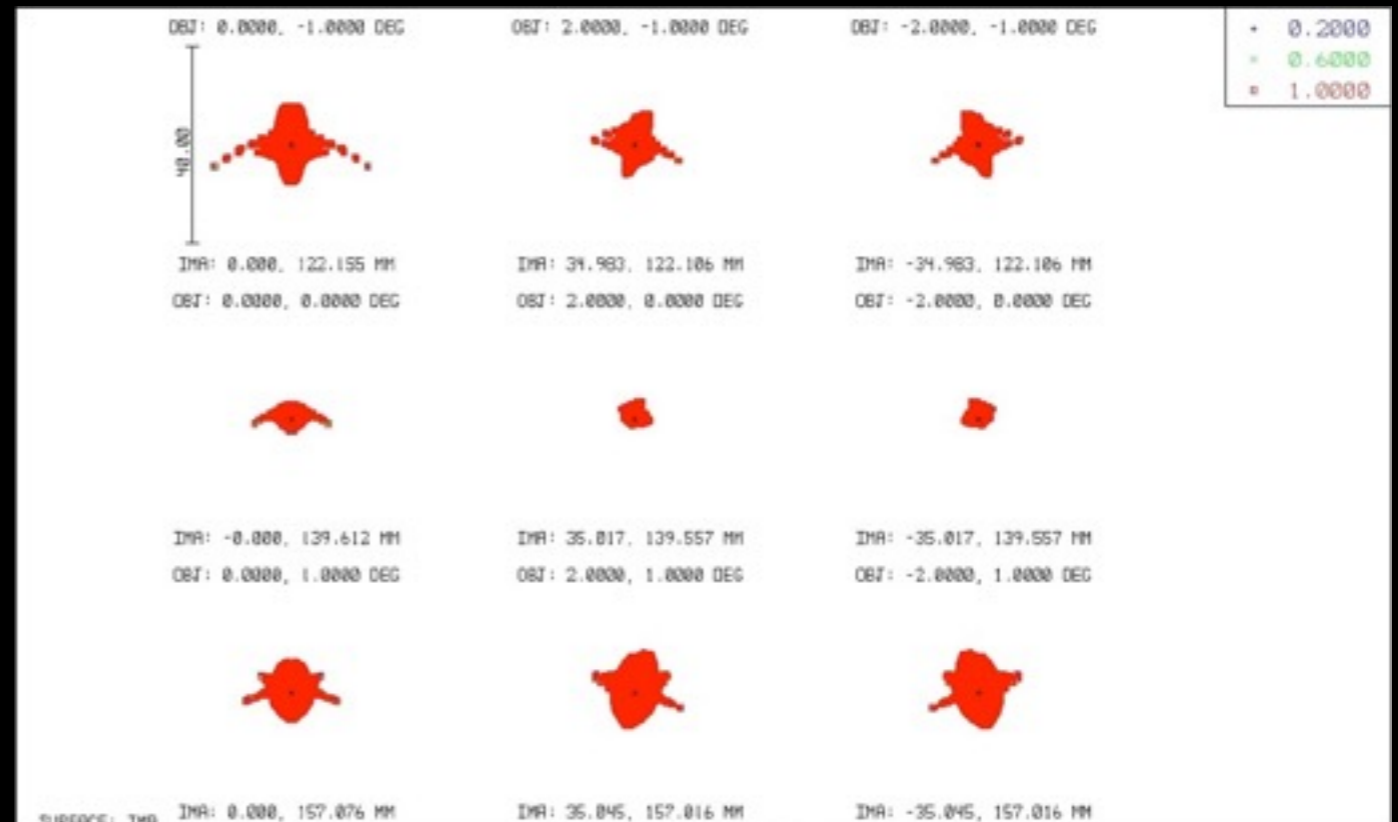 OBJ: 0.0000, -1.0000 DEG
OBJ: 2.0000, -1.0000 DEG
OBJ: -2.0000, -1.0000 DEG
0.2000
0.6000
1.0000
40.00
IMA: 0.000, 122.155 MM
IMA: 34.983, 122.106 MM
IMA: -34.983, 122.106 MM
OBJ: 0.0000, 0.0000 DEG
OBJ: 2.0000, 0.0000 DEG
OBJ: -2.0000, 0.0000 DEG
IMA: -0.000, 139.612 MM
IMA: 35.017, 139.557 MM
IMA: -35.017, 139.557 MM
OBJ: 0.0000, 1.0000 DEG
OBJ: 2.0000, 1.0000 DEG
OBJ: -2.0000, 1.0000 DEG
SURFACE: IMA
IMA: 0.000, 157.076 MM
IMA: 35.045, 157.016 MM
IMA: -35.045, 157.016 MM